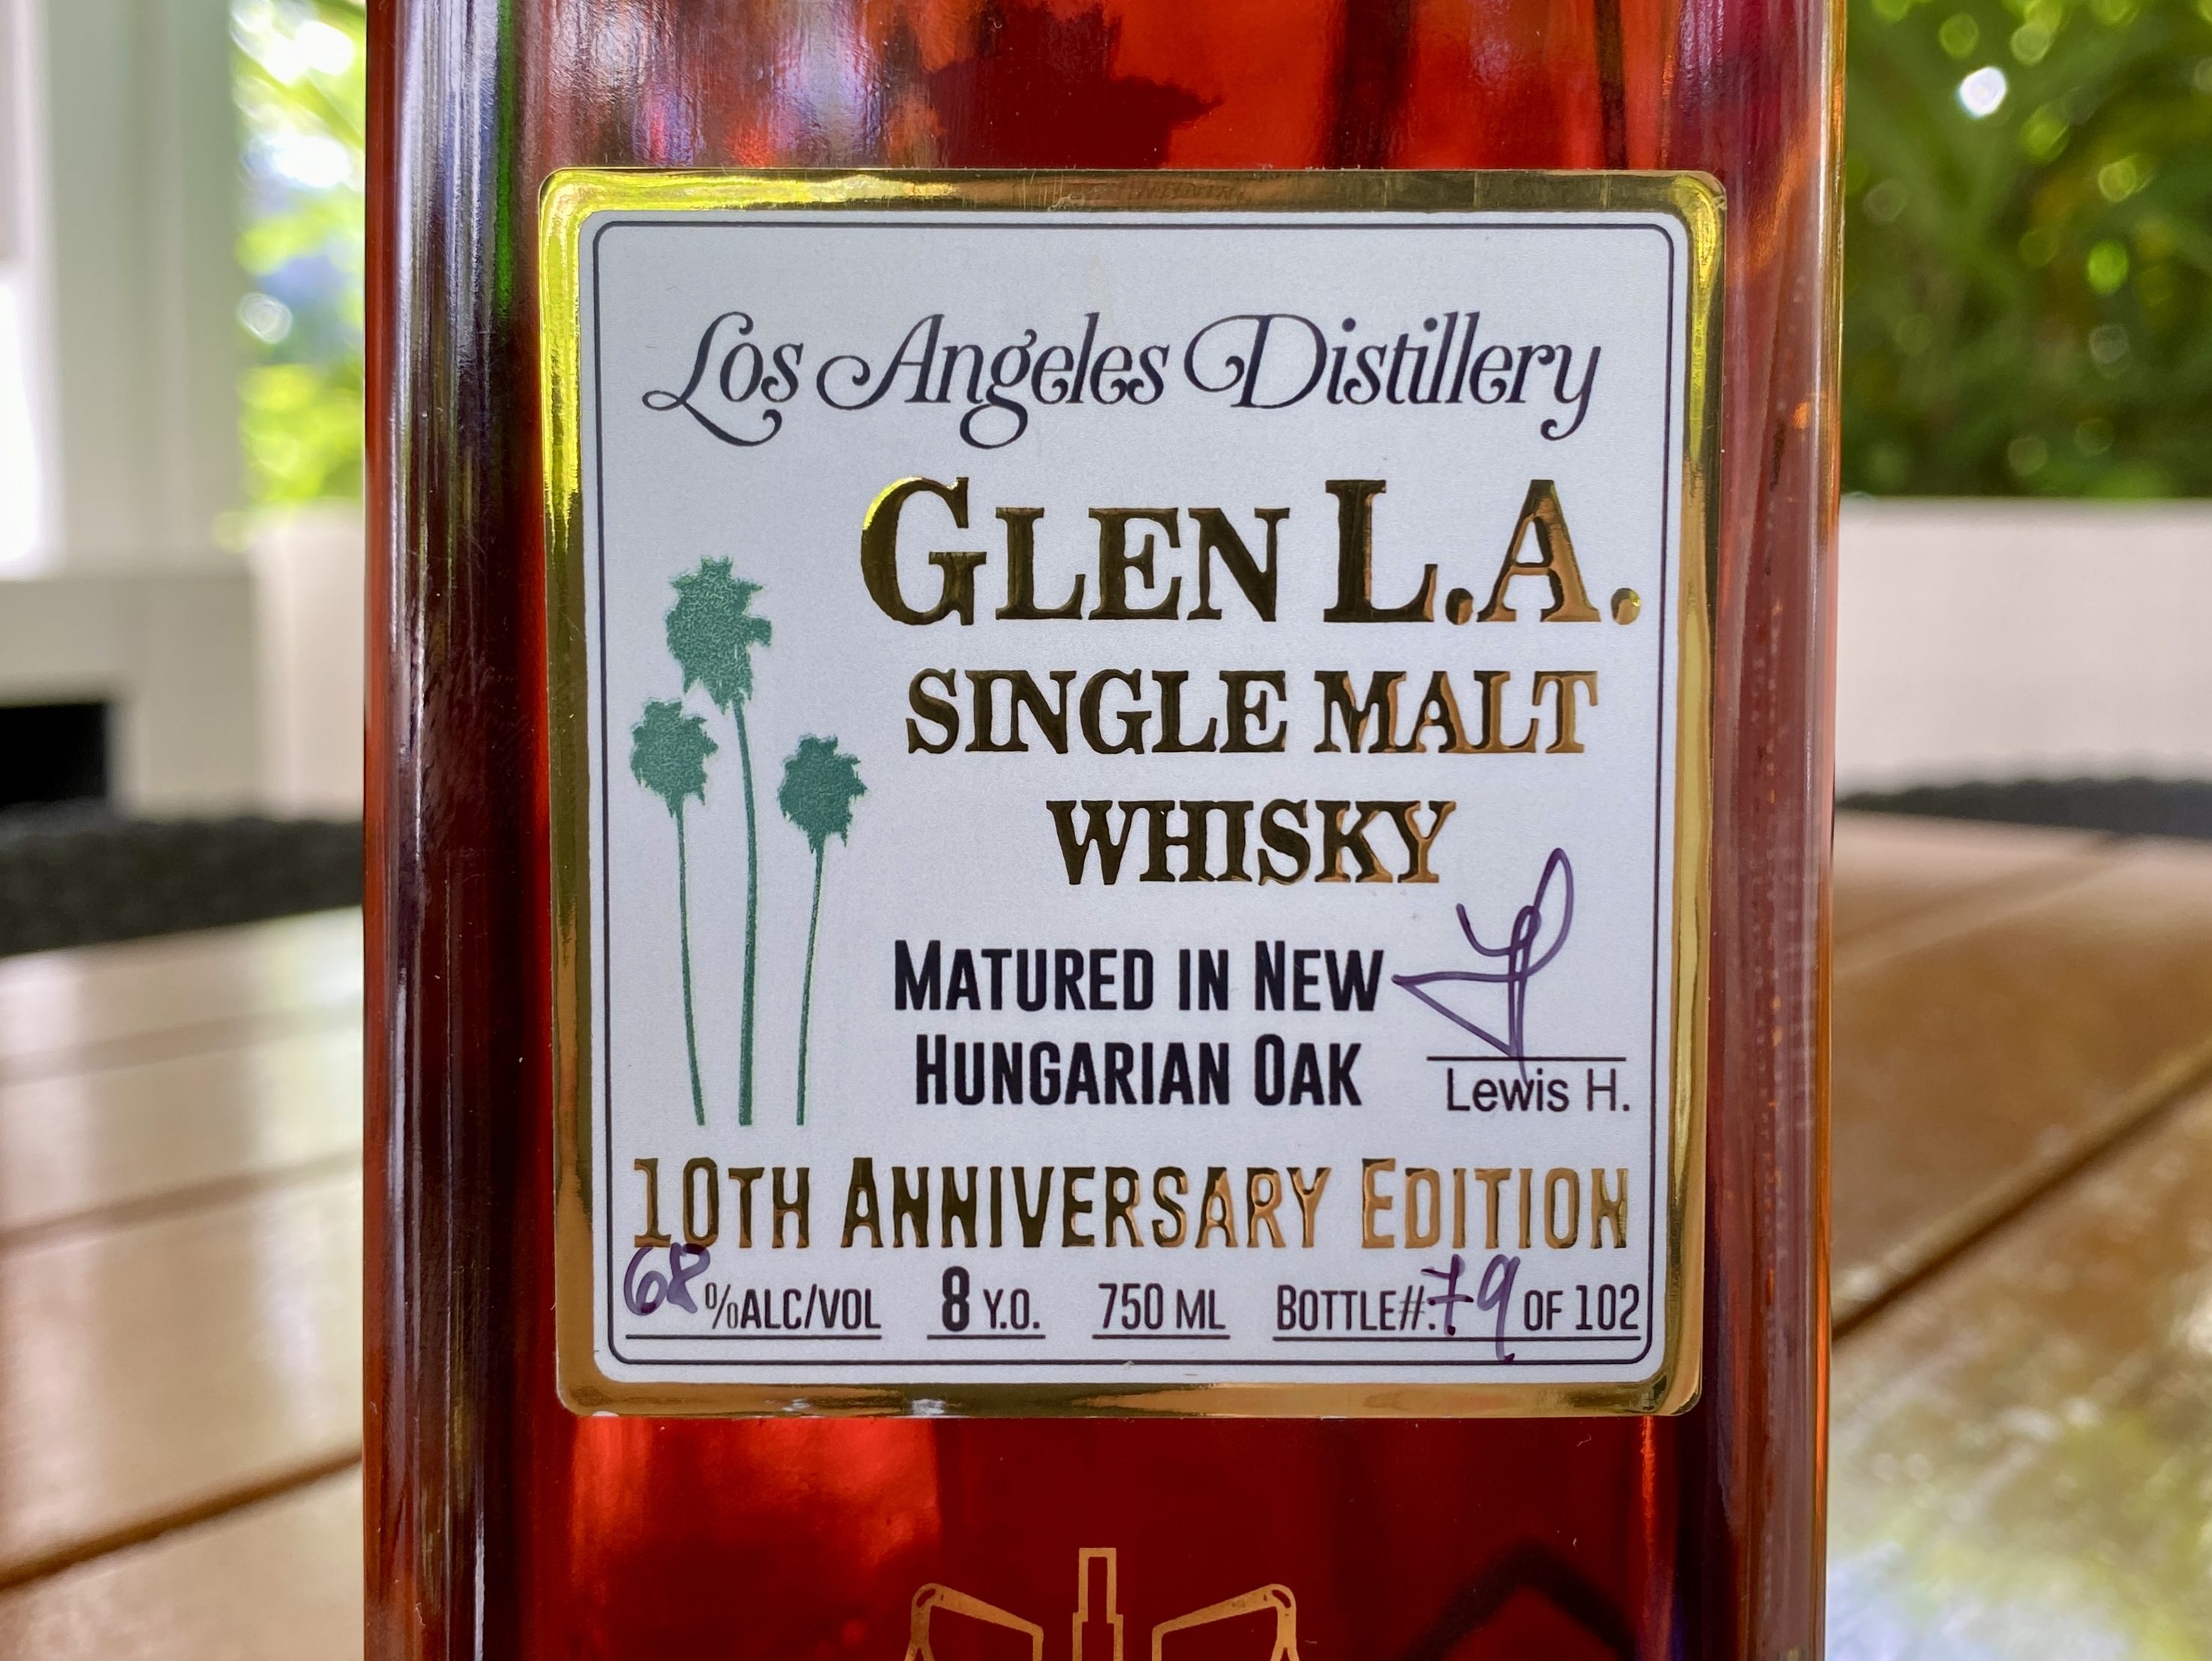 Los Angeles Distillery
GLEN L.A.
SINGLE MALT
WHISKY
MATURED IN NEW
HUNGARIAN OAK
Lewis H.
10TH ANNIVERSARY EDITION
68 %ALC/VOL 8 Y.O. 750 ML BOTTLE#:79 OF 102